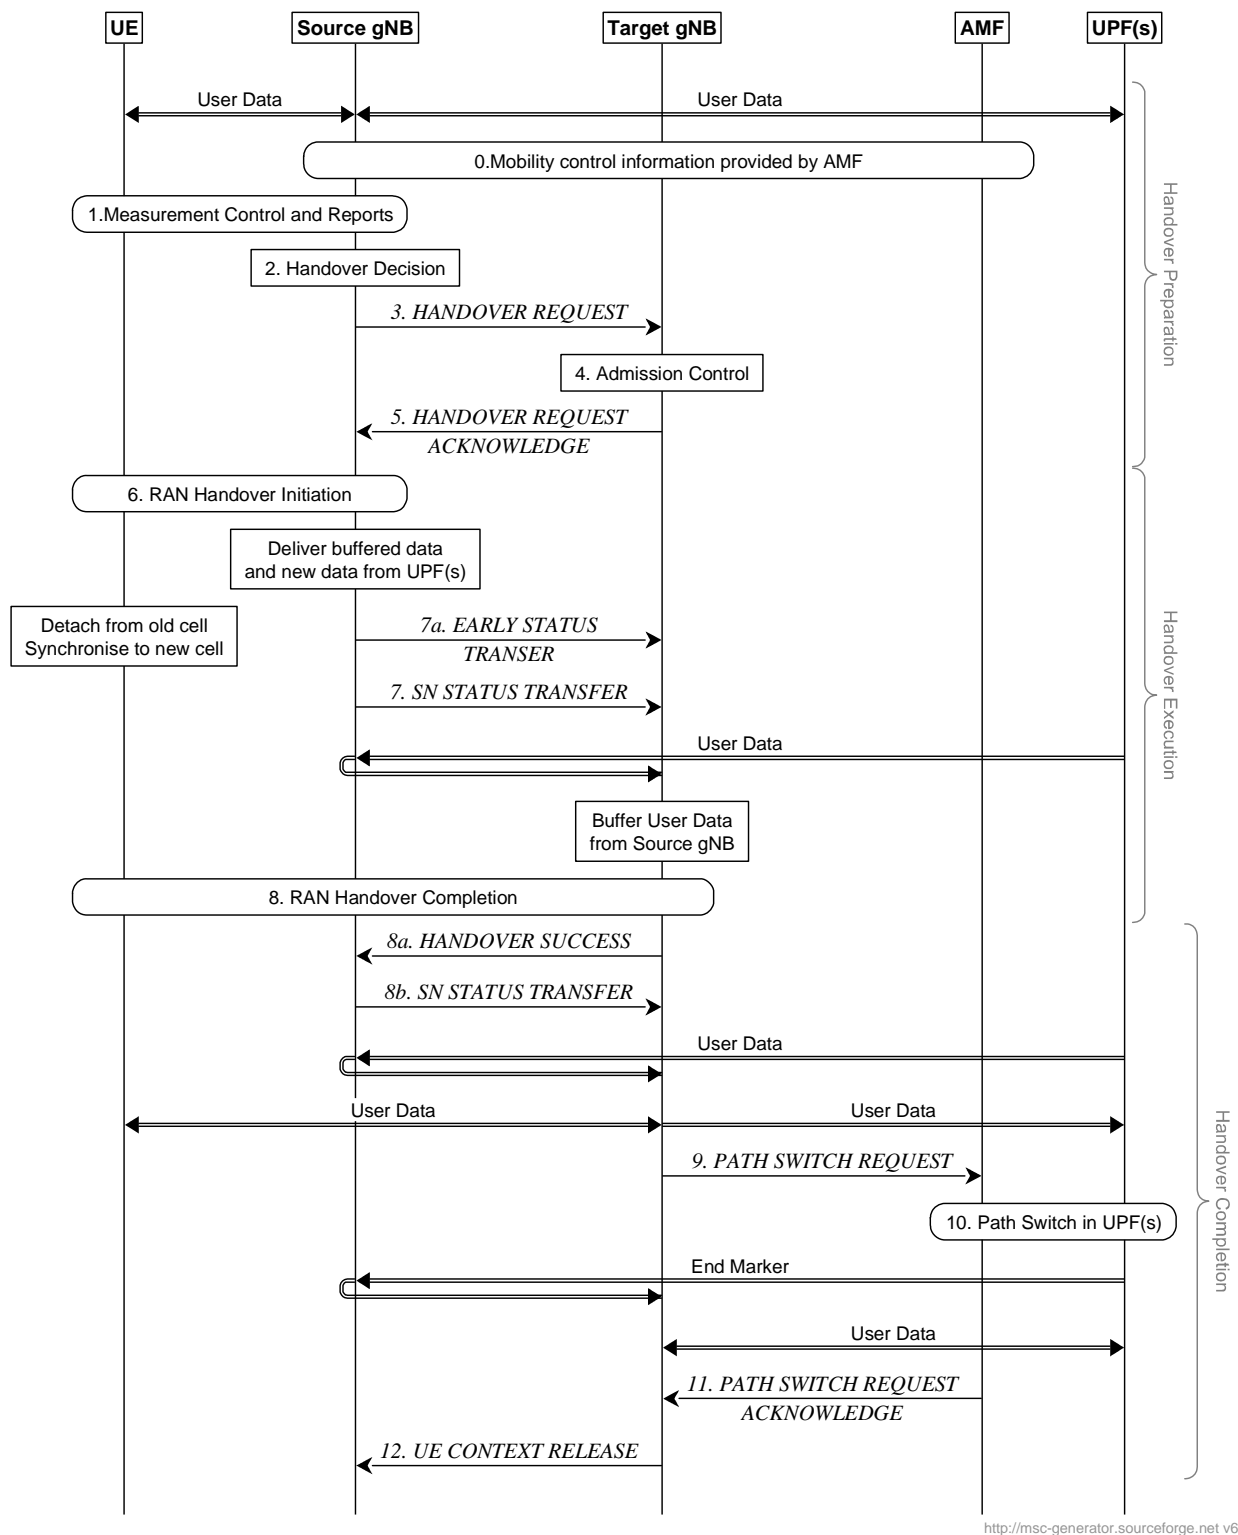 UE
Source gNB
Target gNB
AMF
UPF(s)
User Data
User Data
0.Mobility control information provided by AMF
1.Measurement Control and Reports
2. Handover Decision
3. HANDOVER REQUEST
4. Admission Control
5. HANDOVER REQUEST
ACKNOWLEDGE
Handover Preparation
6. RAN Handover Initiation
Deliver buffered data
and new data from UPF(s)
Detach from old cell
Synchronise to new cell
7a. EARLY STATUS
TRANSER
7. SN STATUS TRANSFER
User Data
Buffer User Data
from Source gNB
8. RAN Handover Completion
Handover Execution
8a. HANDOVER SUCCESS
8b. SN STATUS TRANSFER
User Data
User Data
User Data
9. PATH SWITCH REQUEST
10. Path Switch in UPF(s)
End Marker
User Data
11. PATH SWITCH REQUEST
ACKNOWLEDGE
12. UE CONTEXT RELEASE
Handover Completion
http://msc-generator.sourceforge.net v6